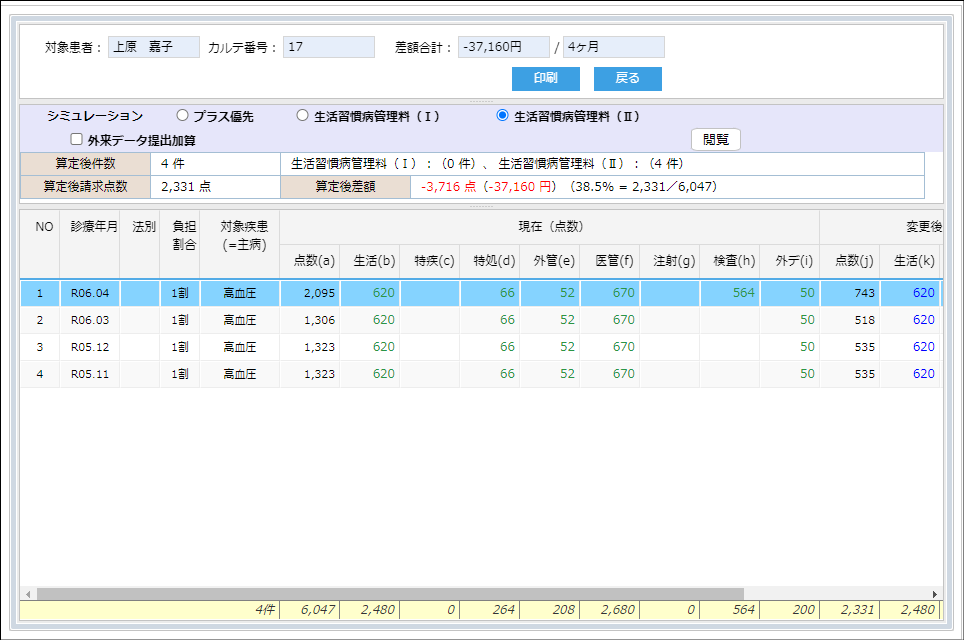 対象患者： 上原　嘉子 カルテ番号： 17 差額合計： -37,160円 / 4ヶ月
印刷 戻る
シミュレーション プラス優先 生活習慣病管理料（Ⅰ） 生活習慣病管理料（Ⅱ）
外来データ提出加算 閲覧
算定後件数 4 件 生活習慣病管理料（Ⅰ）：（0 件）、生活習慣病管理料（Ⅱ）：（4 件）
算定後請求点数 2,331 点 算定後差額 -3,716 点（-37,160 円）（38.5% = 2,331／6,047）
NO 診療年月 法別 負担割合 対象疾患(=主病) 現在（点数） 変更後
点数(a) 生活(b) 特疾(c) 特処(d) 外管(e) 医管(f) 注射(g) 検査(h) 外デ(i) 点数(j) 生活(k)
1 R06.04 1割 高血圧 2,095 620 66 52 670 564 50 743 620
2 R06.03 1割 高血圧 1,306 620 66 52 670 50 518 620
3 R05.12 1割 高血圧 1,323 620 66 52 670 50 535 620
4 R05.11 1割 高血圧 1,323 620 66 52 670 50 535 620
4件 6,047 2,480 0 264 208 2,680 0 564 200 2,331 2,480